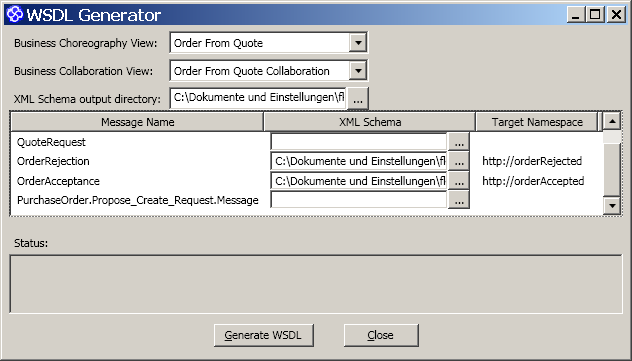 WSDL Generator
Business Choreography View: Order From Quote
Business Collaboration View: Order From Quote Collaboration
XML Schema output directory: C:\Dokumente und Einstellungen\fl ...
Message Name XML Schema Target Namespace
QuoteRequest ...
OrderRejection C:\Dokumente und Einstellungen\fl ... http://orderRejected
OrderAcceptance C:\Dokumente und Einstellungen\fl ... http://orderAccepted
PurchaseOrder.Propose_Create_Request.Message ...
Status:
Generate WSDL Close